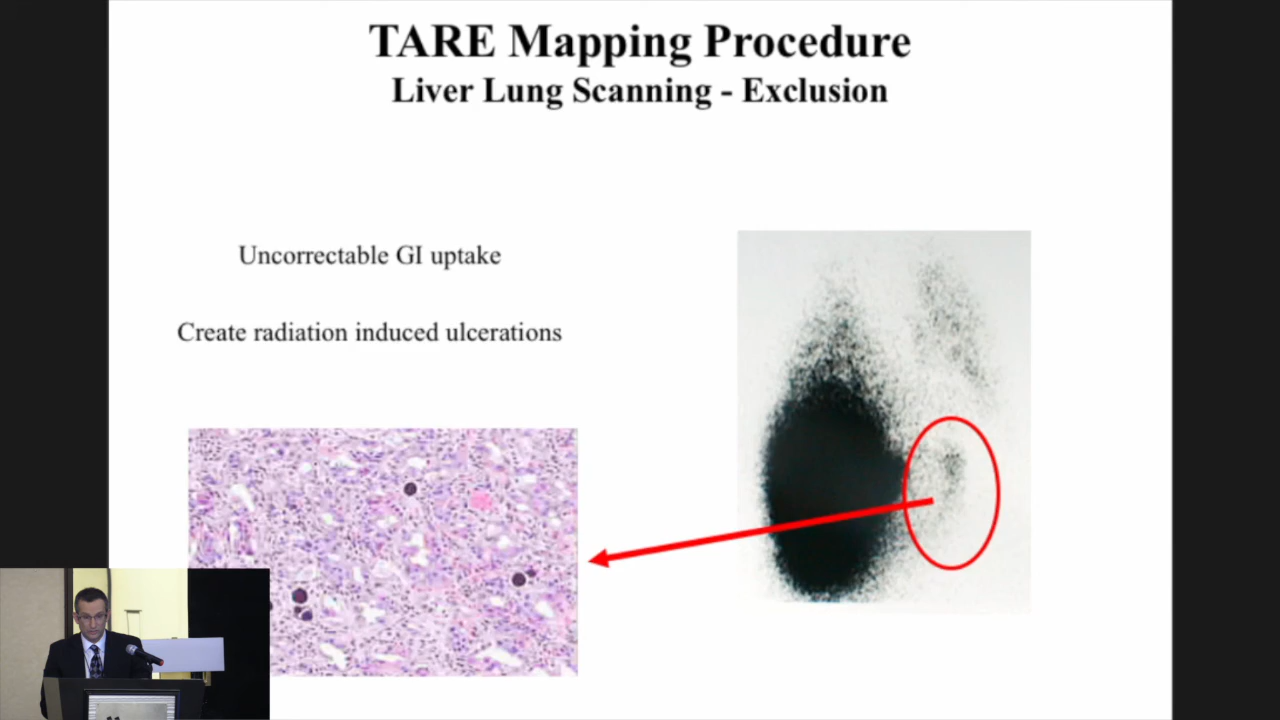 TARE Mapping Procedure
Liver Lung Scanning - Exclusion
Uncorrectable GI uptake
Create radiation induced ulcerations